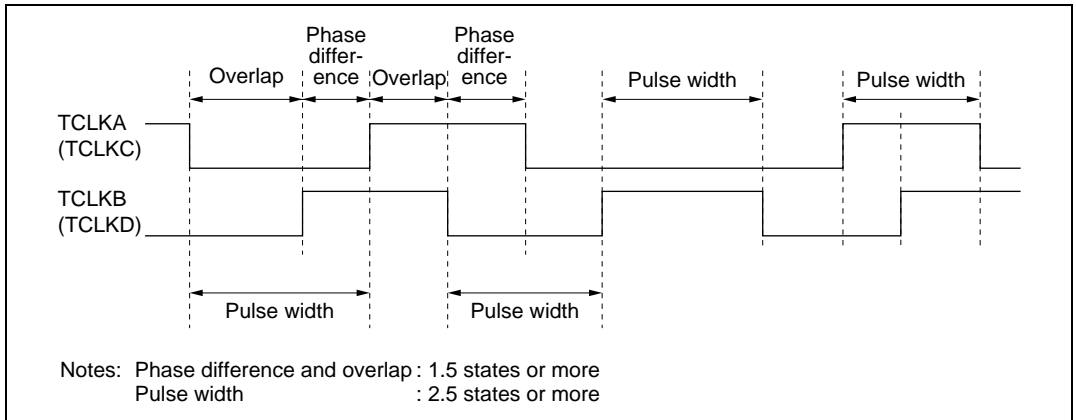 Phase
differ-
ence
Phase
differ-
ence
Overlap
Overlap
Pulse width
Pulse width
TCLKA
(TCLKC)
TCLKB
(TCLKD)
Pulse width
Pulse width
Notes: Phase difference and overlap : 1.5 states or more
Pulse width : 2.5 states or more